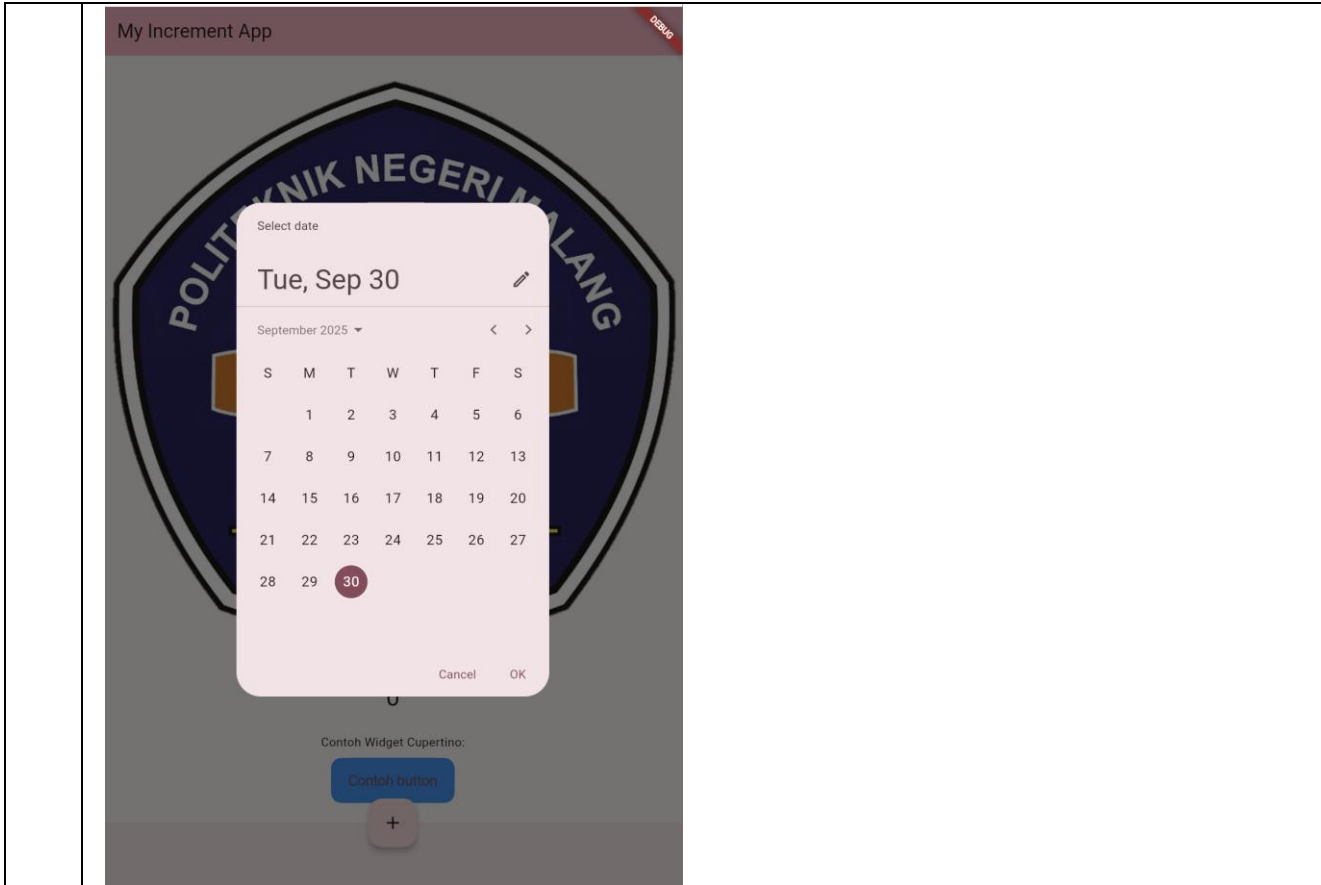 My Increment App
DEBUG
POLITEKNIK NEGERI MALANG
Select date
Tue, Sep 30
September 2025
S M T W T F S
1 2 3 4 5 6
7 8 9 10 11 12 13
14 15 16 17 18 19 20
21 22 23 24 25 26 27
28 29 30
Cancel OK
Contoh Widget Cupertino:
Contoh button
+